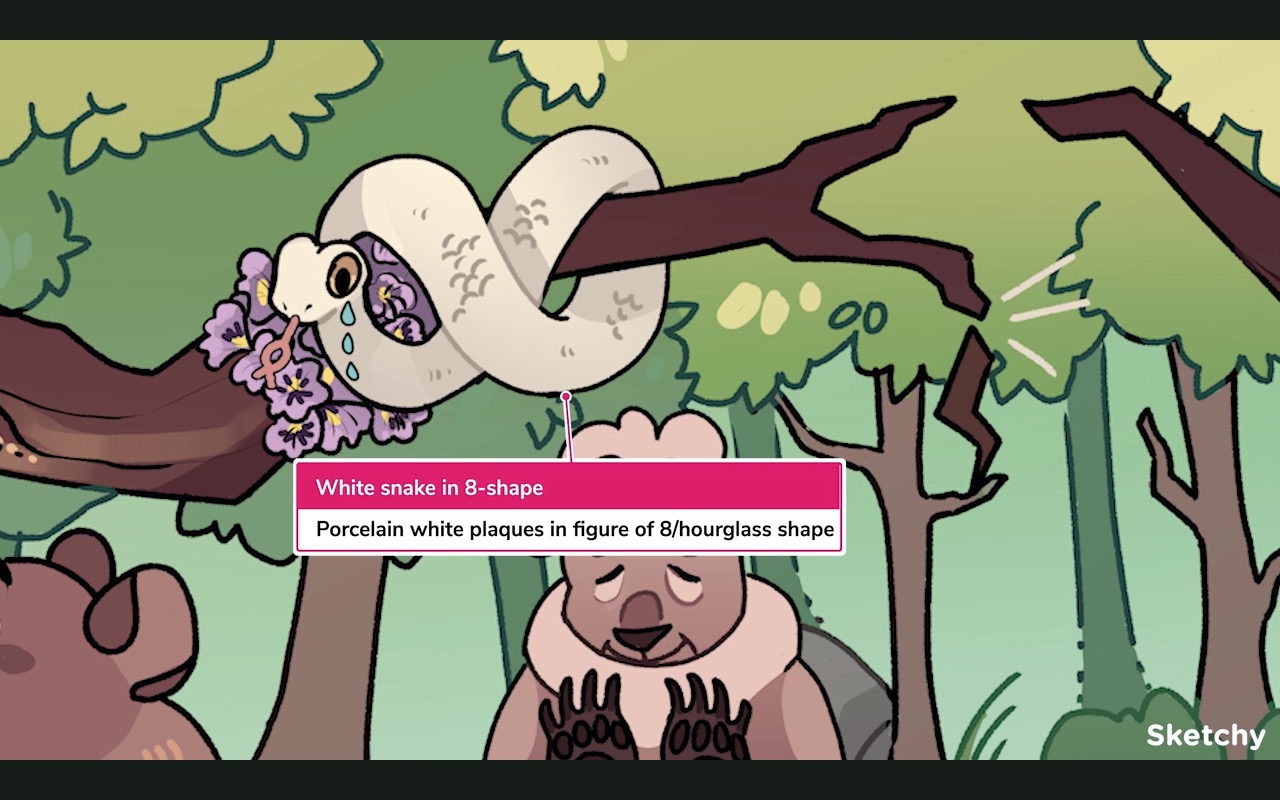 White snake in 8-shape
Porcelain white plaques in figure of 8/hourglass shape
Sketchy